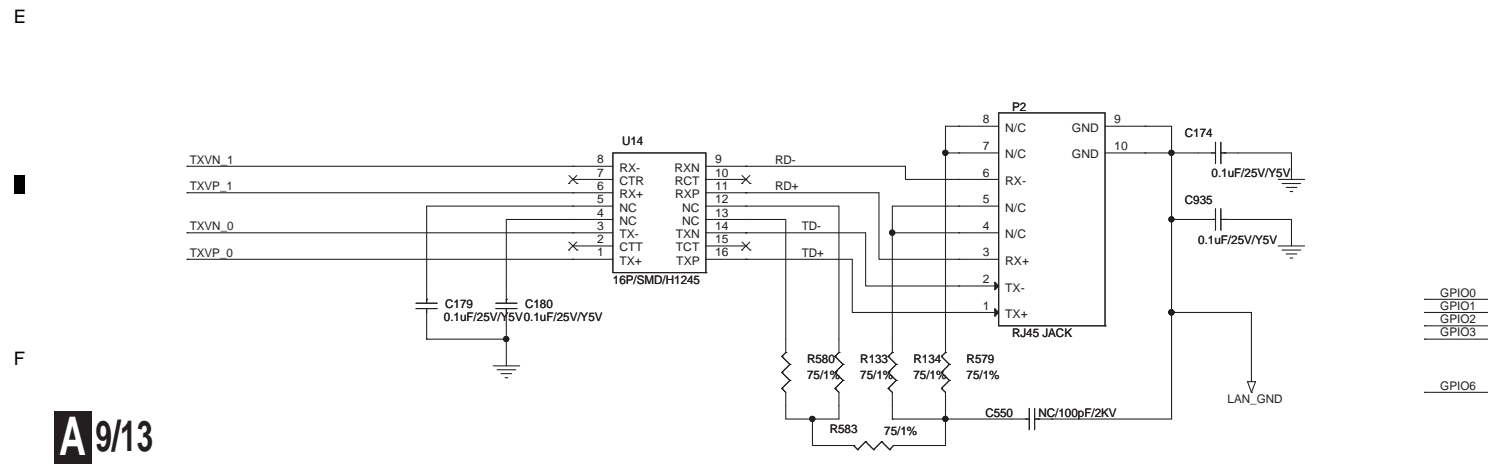 E
P2
8 N/C GND 9
7 N/C GND 10
6 RX-
5 N/C
4 N/C
3 RX+
2 TX-
1 TX+
RJ45 JACK
C174
0.1uF/25V/Y5V
C935
0.1uF/25V/Y5V
U14
TXVN_1 8 RX- RXN 9 RD-
7 CTR RCT 10
TXVP_1 6 RX+ RXP 11 RD+
5 NC NC 12
4 NC NC 13
TXVN_0 3 TX- TXN 14 TD-
2 CTT TCT 15
TXVP_0 1 TX+ TXP 16 TD+
16P/SMD/H1245
C179
0.1uF/25V/Y5V
C180
0.1uF/25V/Y5V
GPIO0
GPIO1
GPIO2
GPIO3
GPIO6
F
R580 R133 R134 R579
75/1% 75/1% 75/1% 75/1%
LAN_GND
C550 NC/100pF/2KV
R583 75/1%
A 9/13